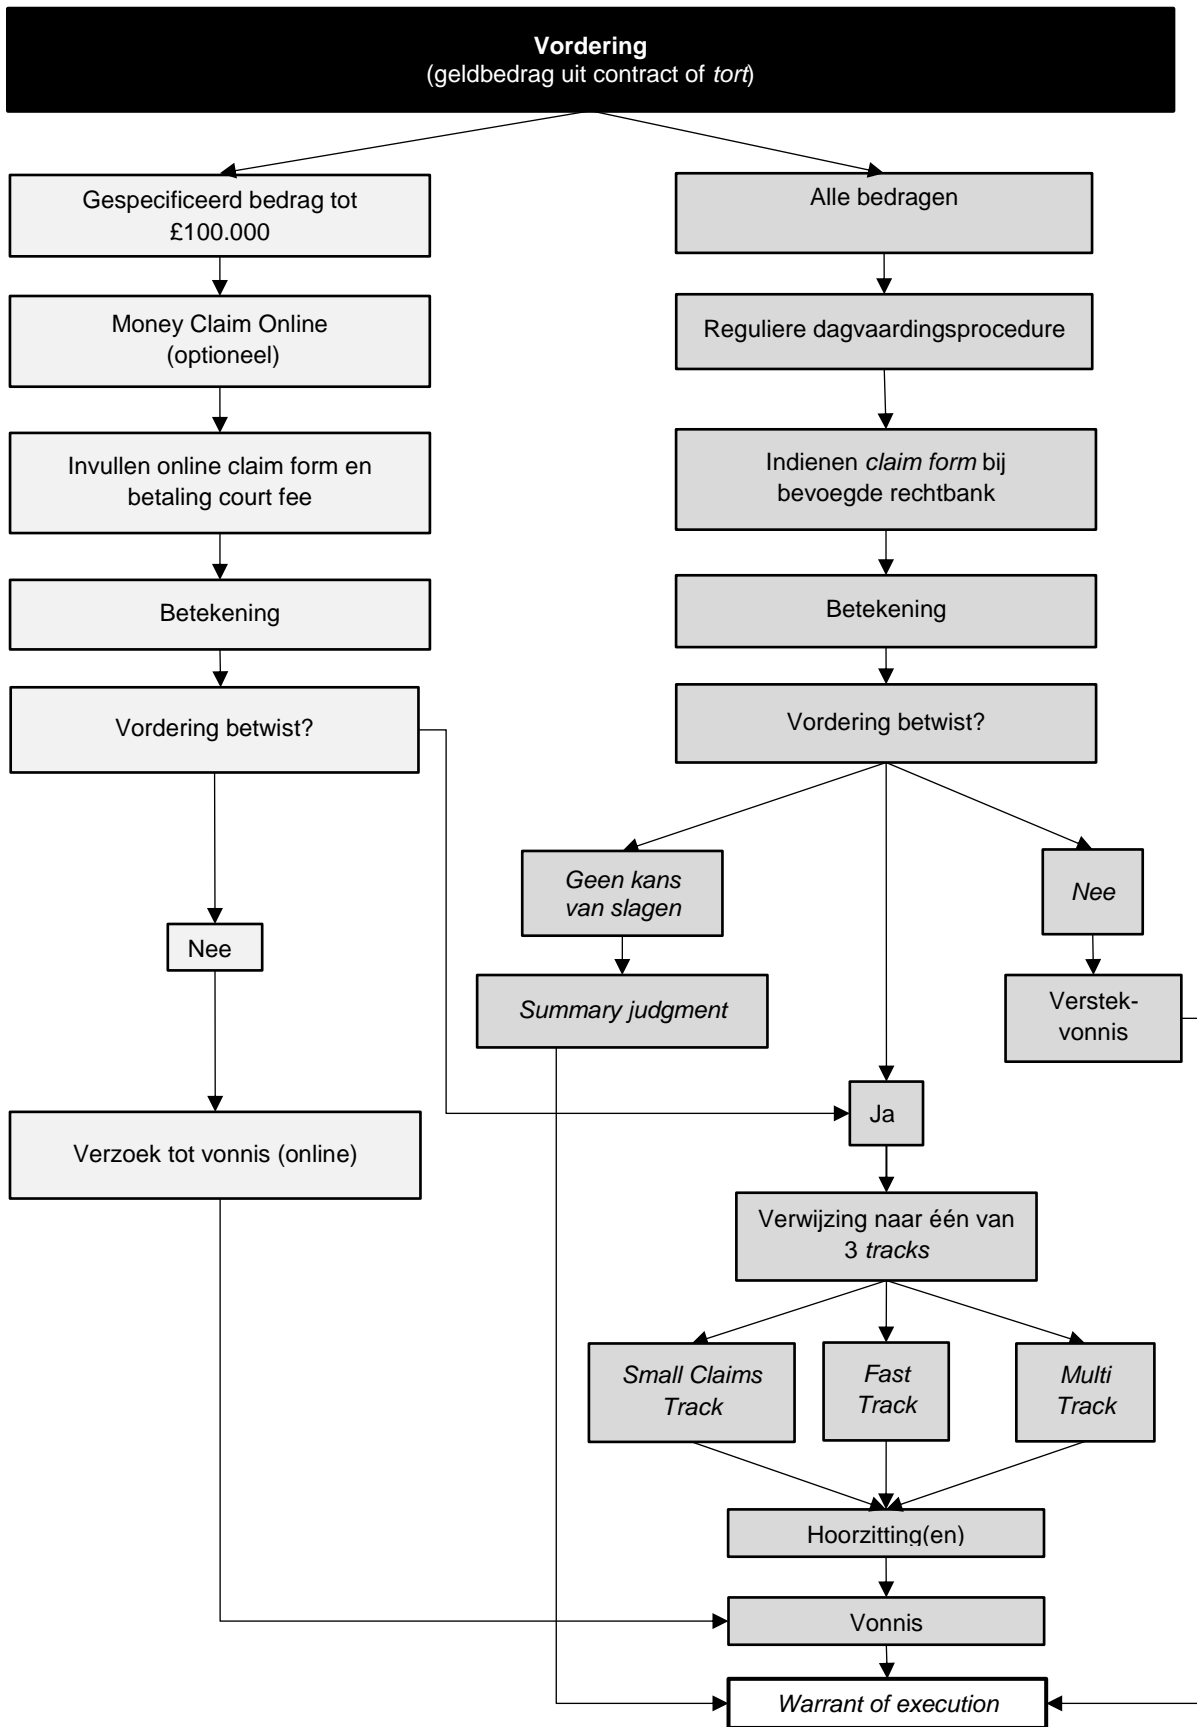 Vordering
(geldbedrag uit contract of tort)
Gespecificeerd bedrag tot
£100.000
Alle bedragen
Money Claim Online
(optioneel)
Reguliere dagvaardingsprocedure
Invullen online claim form en
betaling court fee
Indienen claim form bij
bevoegde rechtbank
Betekening
Betekening
Vordering betwist?
Vordering betwist?
Geen kans
van slagen
Nee
Nee
Summary judgment
Verstek-
vonnis
Ja
Verzoek tot vonnis (online)
Verwijzing naar één van
3 tracks
Small Claims
Track
Fast
Track
Multi
Track
Hoorzitting(en)
Vonnis
Warrant of execution